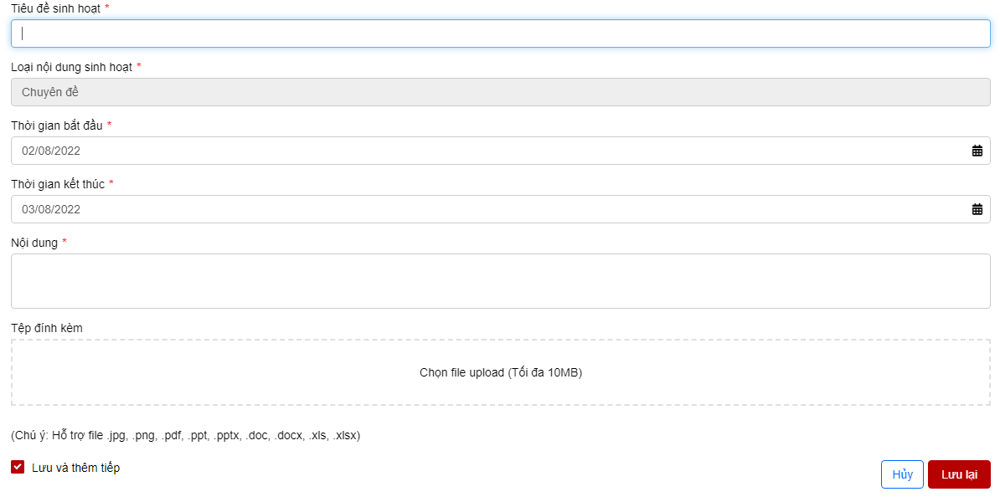 Tiêu đề sinh hoạt *
Loại nội dung sinh hoạt *
Chuyên đề
Thời gian bắt đầu *
02/08/2022
Thời gian kết thúc *
03/08/2022
Nội dung *
Tệp đính kèm
Chọn file upload (Tối đa 10MB)
(Chú ý: Hỗ trợ file .jpg, .png, .pdf, .ppt, .pptx, .doc, .docx, .xls, .xlsx)
Lưu và thêm tiếp
Hủy Lưu lại